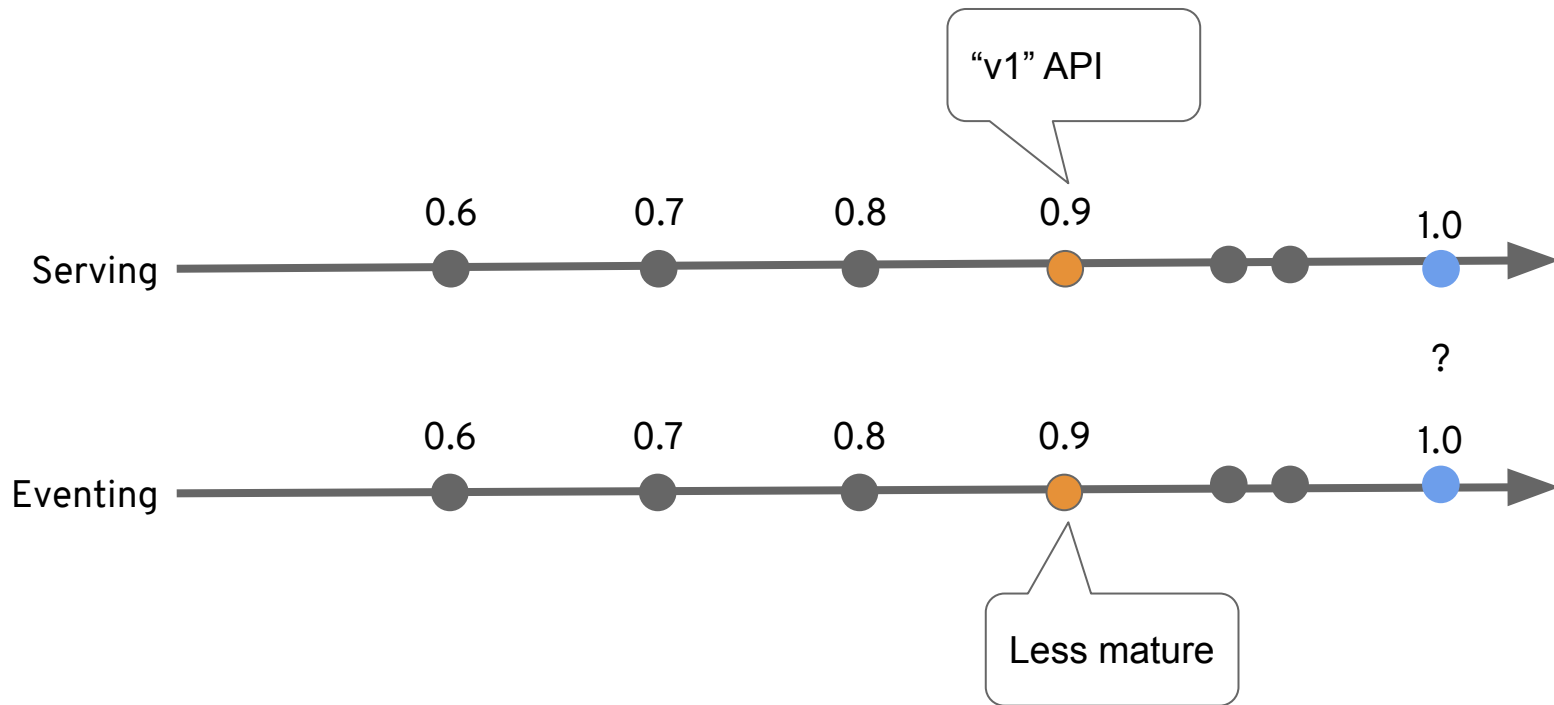 “v1” API
0.6 0.7 0.8 0.9 1.0
Serving
?
0.6 0.7 0.8 0.9 1.0
Eventing
Less mature